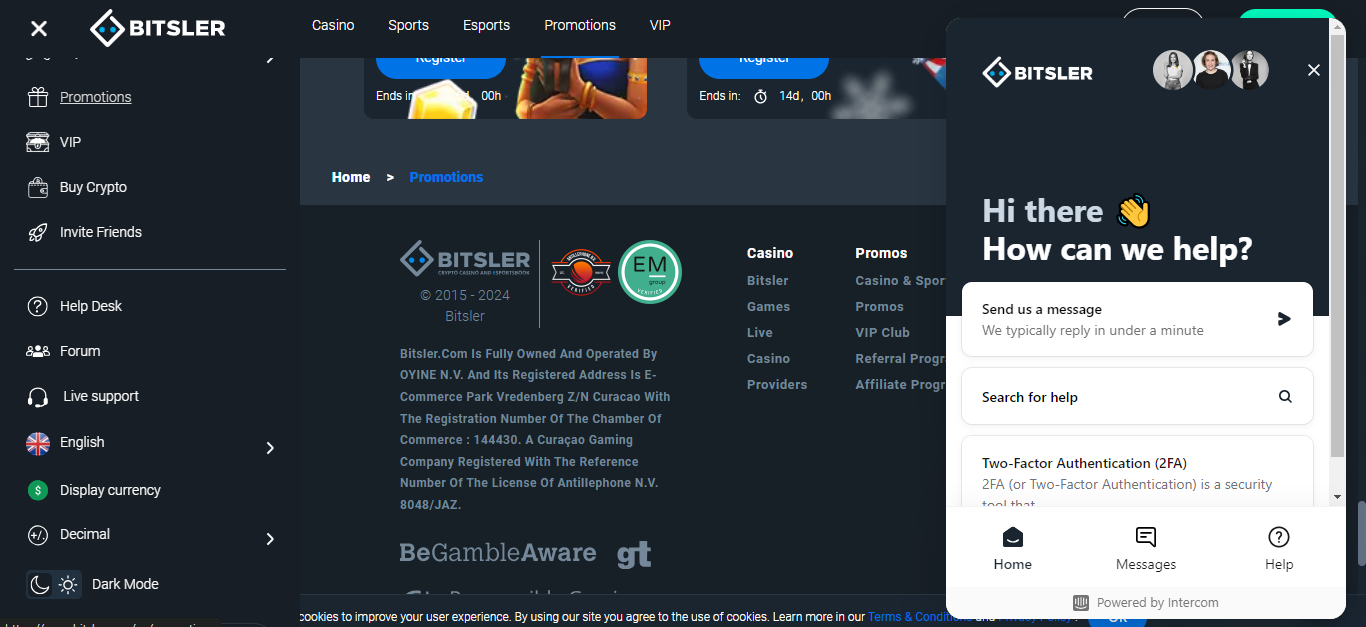 BITSLER
Casino
Sports
Esports
Promotions
VIP
Promotions
VIP
Buy Crypto
Invite Friends
Help Desk
Forum
Live support
English
$
Display currency
+/-
Decimal
Dark Mode
Register
Register
Ends in
00h
Ends in:
14d, 00h
Home > Promotions
BITSLER
CRYPTO CASINO AND ESPORTSBOOK
© 2015 - 2024
Bitsler
VERIFIED
EM
group
VERIFIED
Bitsler.Com Is Fully Owned And Operated By
OYINE N.V. And Its Registered Address Is E-
Commerce Park Vredenberg Z/N Curacao With
The Registration Number Of The Chamber Of
Commerce : 144430. A Curaçao Gaming
Company Registered With The Reference
Number Of The License Of Antillephone N.V.
8048/JAZ.
BeGambleAware
gt
Casino
Bitsler
Games
Live
Casino
Providers
Promos
Casino & Spor
Promos
VIP Club
Referral Progra
Affiliate Progr
cookies to improve your user experience. By using our site you agree to the use of cookies. Learn more in our Terms & Conditions and Privacy Policy.
OK
BITSLER
Hi there 👋
How can we help?
Send us a message
We typically reply in under a minute
Search for help
Two-Factor Authentication (2FA)
2FA (or Two-Factor Authentication) is a security
tool that
Home
Messages
Help
Powered by Intercom